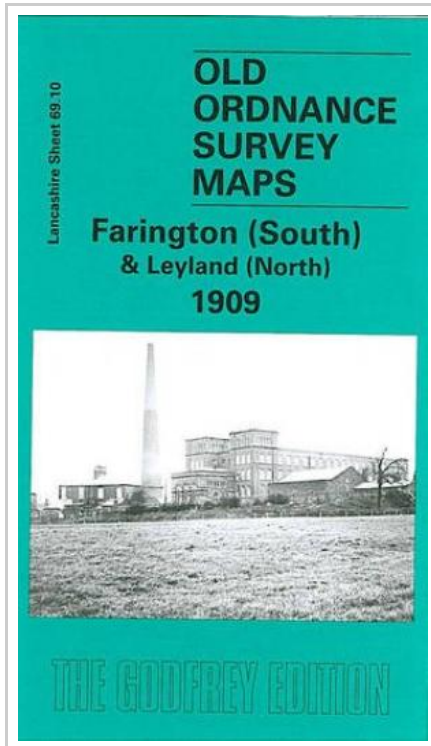 Lancashire Sheet 69.10
OLD
ORDNANCE
SURVEY
MAPS
Farington (South)
& Leyland (North)
1909
THE GODFREY EDITION